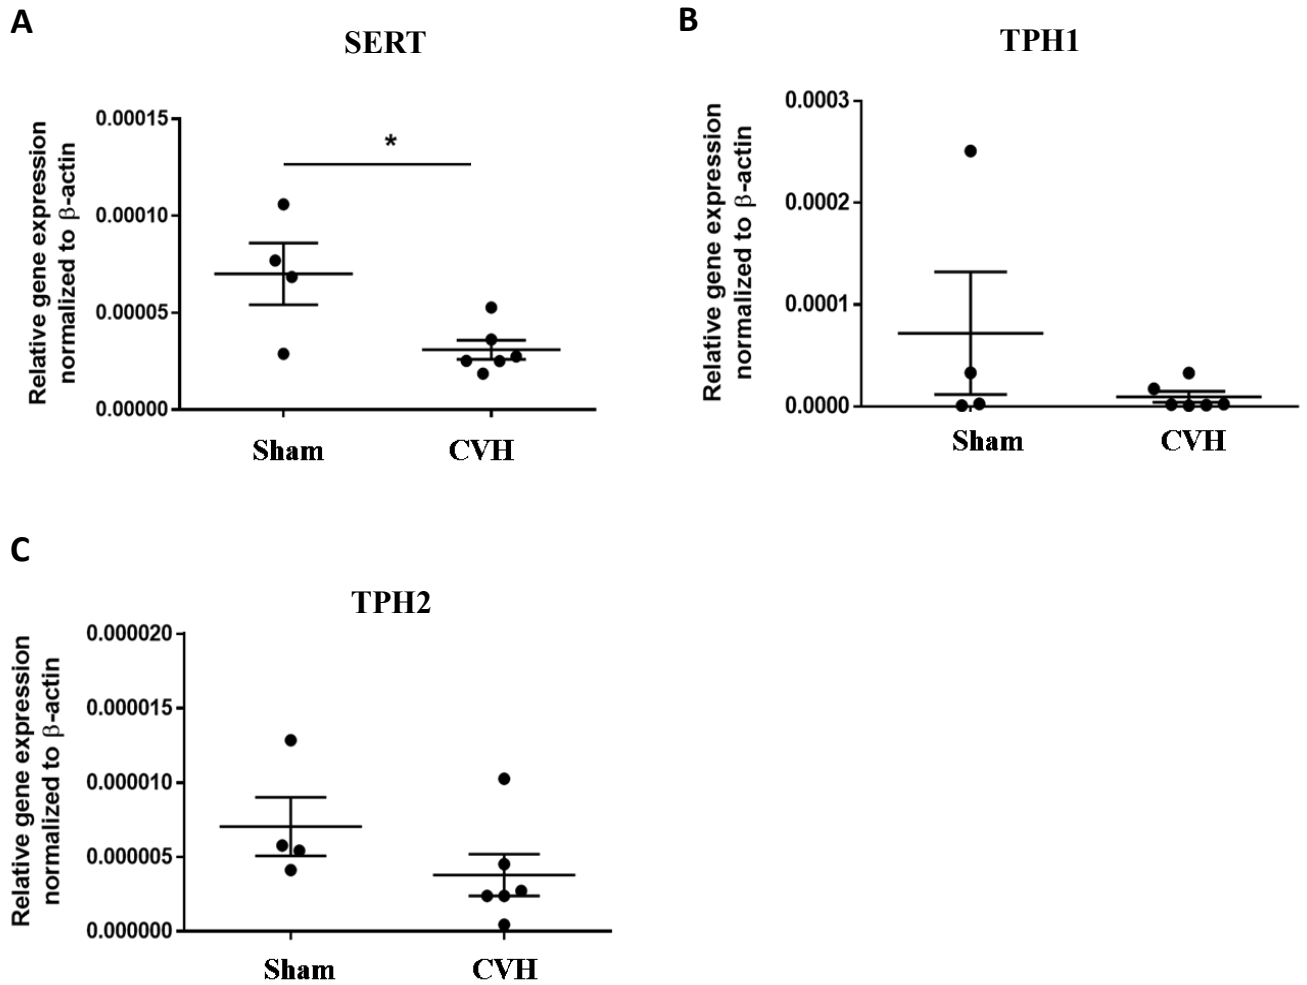 A
SERT
Relative gene expression
normalized to β-actin
0.00015
*
0.00010
0.00005
0.00000
Sham
CVH
B
TPH1
Relative gene expression
normalized to β-actin
0.0003
0.0002
0.0001
0.0000
Sham
CVH
C
TPH2
Relative gene expression
normalized to β-actin
0.000020
0.000015
0.000010
0.000005
0.000000
Sham
CVH